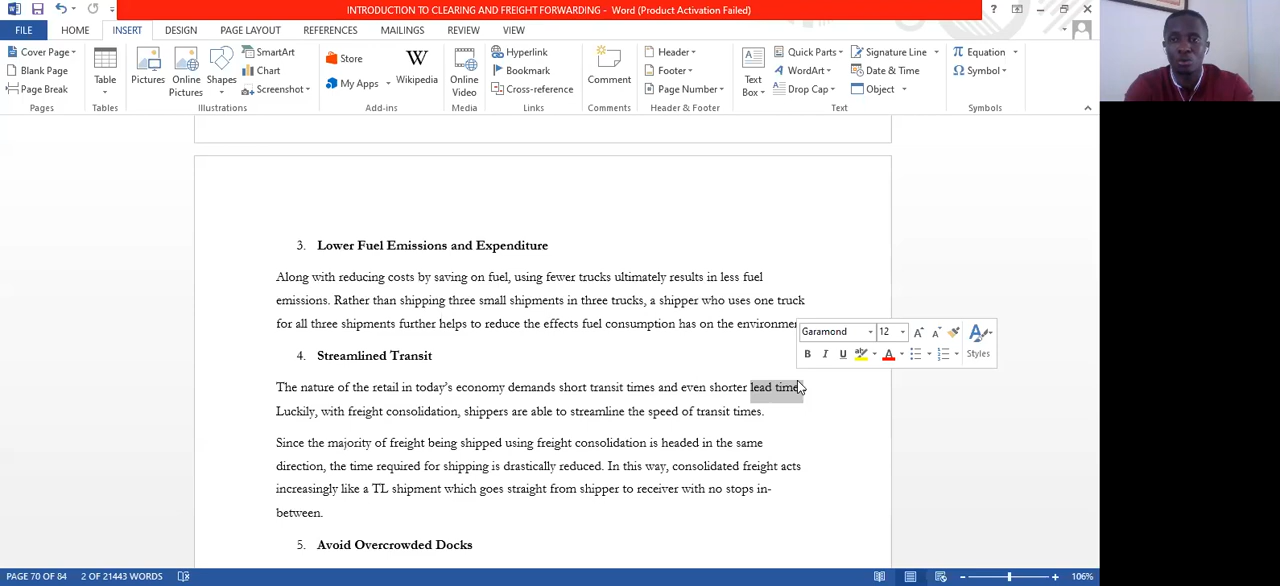 INTRODUCTION TO CLEARING AND FREIGHT FORWARDING - Word (Product Activation Failed)
FILE HOME INSERT DESIGN PAGE LAYOUT REFERENCES MAILINGS REVIEW VIEW
Cover Page
Blank Page
Page Break
Pages
Table
Tables
Pictures
Online Pictures
Shapes
SmartArt
Chart
Screenshot
Illustrations
Store
My Apps
Wikipedia
Add-ins
Online Video
Media
Hyperlink
Bookmark
Cross-reference
Links
Comment
Comments
Header
Footer
Page Number
Header & Footer
Text Box
Quick Parts
WordArt
Drop Cap
Signature Line
Date & Time
Object
Text
Equation
Symbol
Symbols
3. Lower Fuel Emissions and Expenditure
Along with reducing costs by saving on fuel, using fewer trucks ultimately results in less fuel
emissions. Rather than shipping three small shipments in three trucks, a shipper who uses one truck
for all three shipments further helps to reduce the effects fuel consumption has on the environmen
Garamond 12
B I U ab A Styles
4. Streamlined Transit
The nature of the retail in today's economy demands short transit times and even shorter lead time
Luckily, with freight consolidation, shippers are able to streamline the speed of transit times.
Since the majority of freight being shipped using freight consolidation is headed in the same
direction, the time required for shipping is drastically reduced. In this way, consolidated freight acts
increasingly like a TL shipment which goes straight from shipper to receiver with no stops in-
between.
5. Avoid Overcrowded Docks
PAGE 70 OF 84 2 OF 21443 WORDS 106%